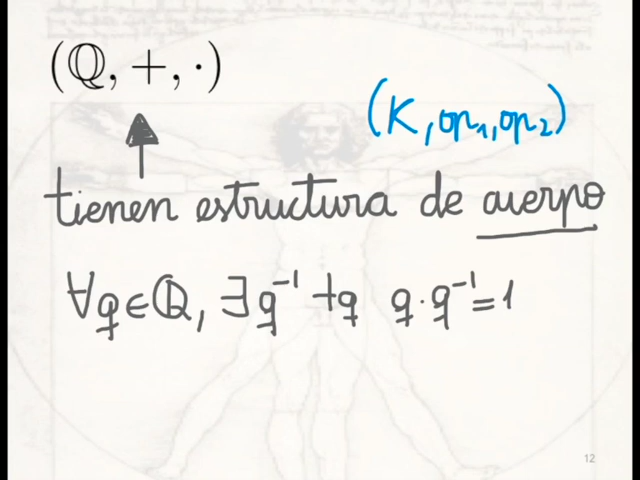 (ℚ, +, ·)
(K, op₁, op₂)
tienen estructura de cuerpo
∀q∈ℚ, ∃q⁻¹ tq q·q⁻¹=1
12